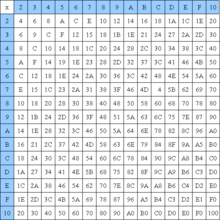 × 2 3 4 5 6 7 8 9 A B C D E F 10
2 4 6 8 A C E 10 12 14 16 18 1A 1C 1E 20
3 6 9 C F 12 15 18 1B 1E 21 24 27 2A 2D 30
4 8 C 10 14 18 1C 20 24 28 2C 30 34 38 3C 40
5 A F 14 19 1E 23 28 2D 32 37 3C 41 46 4B 50
6 C 12 18 1E 24 2A 30 36 3C 42 48 4E 54 5A 60
7 E 15 1C 23 2A 31 38 3F 46 4D 54 5B 62 69 70
8 10 18 20 28 30 38 40 48 50 58 60 68 70 78 80
9 12 1B 24 2D 36 3F 48 51 5A 63 6C 75 7E 87 90
A 14 1E 28 32 3C 46 50 5A 64 6E 78 82 8C 96 A0
B 16 21 2C 37 42 4D 58 63 6E 79 84 8F 9A A5 B0
C 18 24 30 3C 48 54 60 6C 78 84 90 9C A8 B4 C0
D 1A 27 34 41 4E 5B 68 75 82 8F 9C A9 B6 C3 D0
E 1C 2A 38 46 54 62 70 7E 8C 9A A8 B6 C4 D2 E0
F 1E 2D 3C 4B 5A 69 78 87 96 A5 B4 C3 D2 E1 F0
10 20 30 40 50 60 70 80 90 A0 B0 C0 D0 E0 F0 100